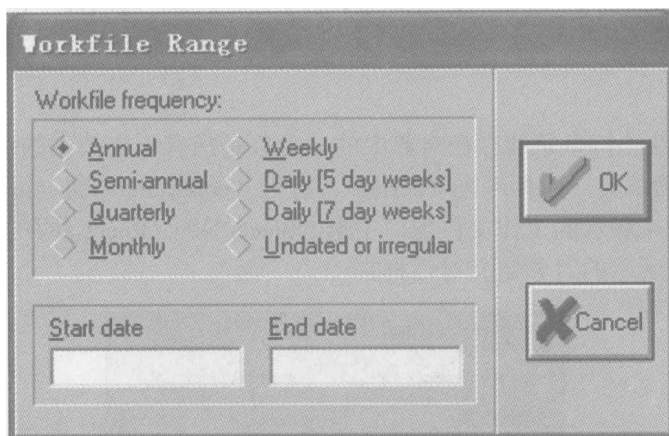 Workfile Range
Workfile frequency:
Annual
Semi-annual
Quarterly
Monthly
Weekly
Daily [5 day weeks]
Daily [7 day weeks]
Undated or irregular
Start date
End date
OK
Cancel